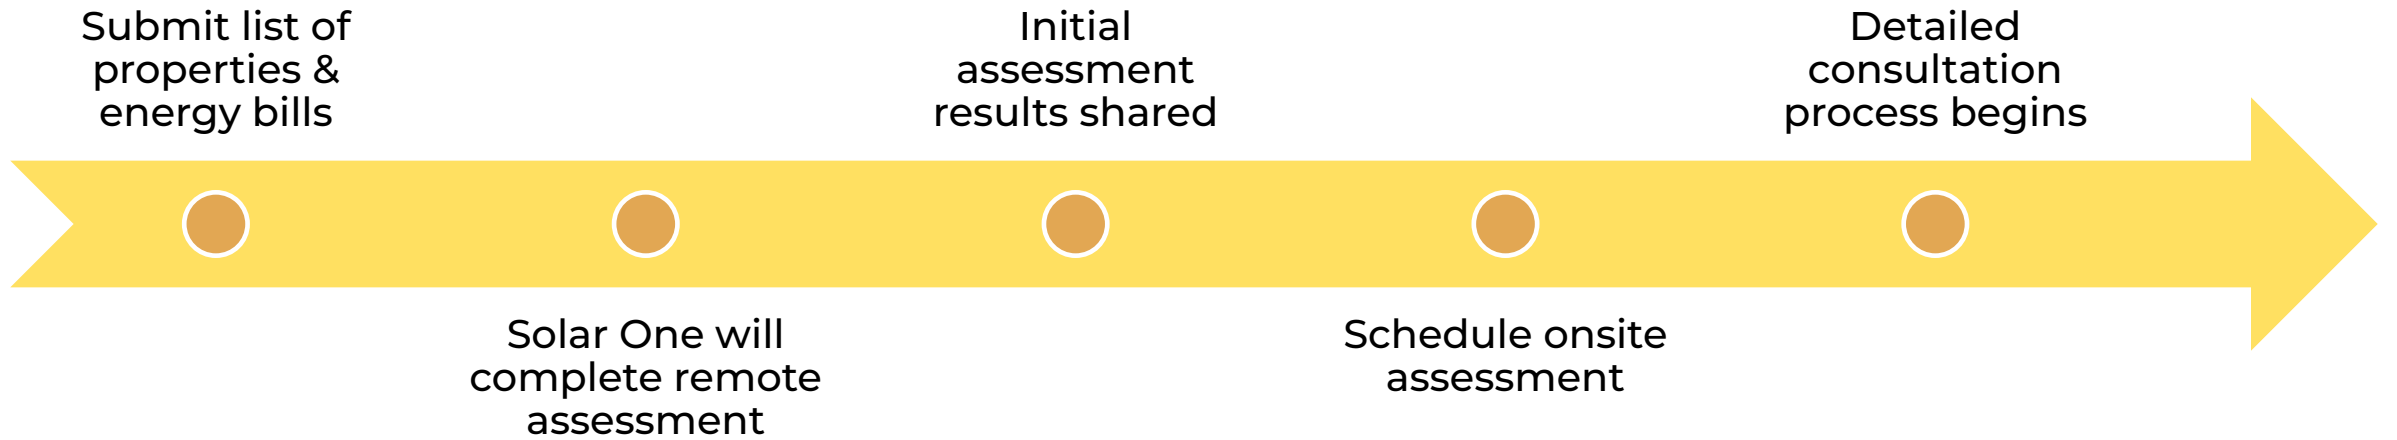 Submit list of
properties &
energy bills
Solar One will
complete remote
assessment
Initial
assessment
results shared
Schedule onsite
assessment
Detailed
consultation
process begins